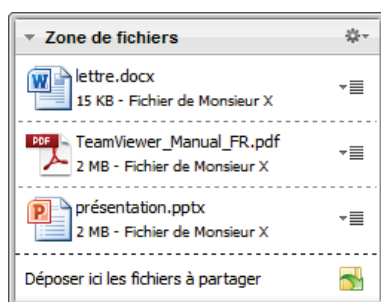 Zone de fichiers
lettre.docx
15 KB - Fichier de Monsieur X
PDF
TeamViewer_Manual_FR.pdf
2 MB - Fichier de Monsieur X
présentation.pptx
2 MB - Fichier de Monsieur X
Déposer ici les fichiers à partager